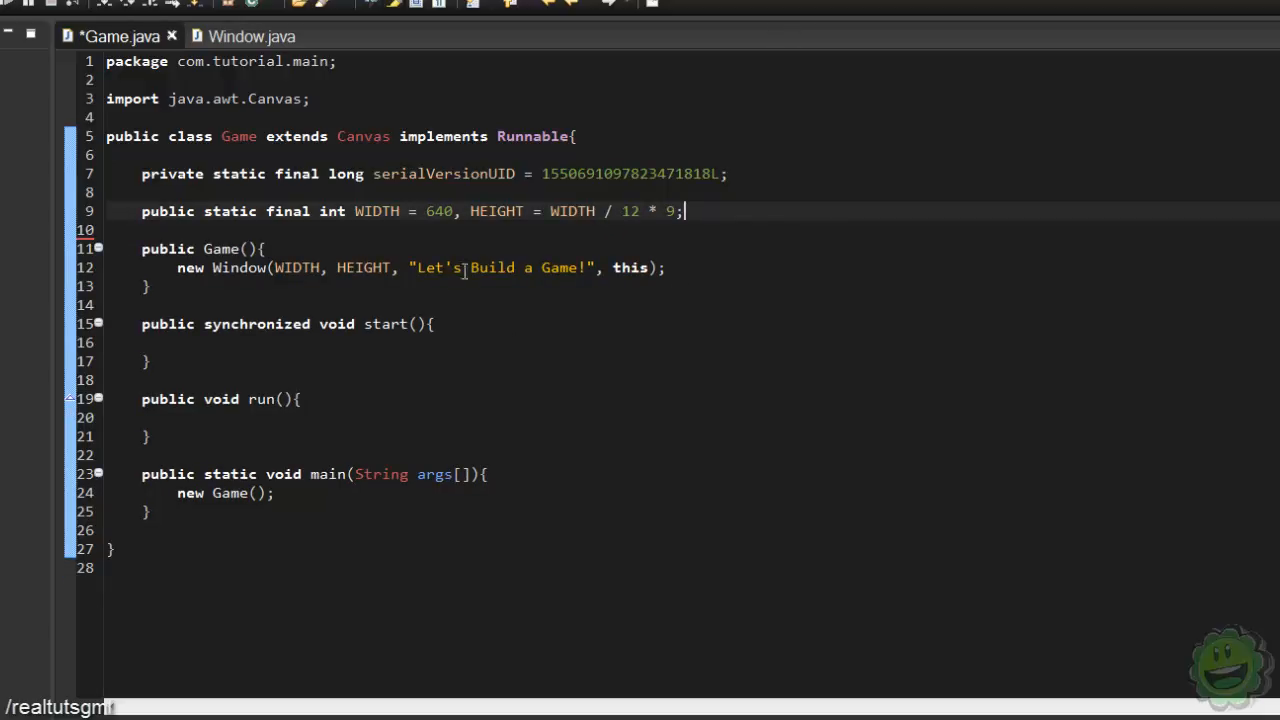 *Game.java Window.java
1 package com.tutorial.main;
2
3 import java.awt.Canvas;
4
5 public class Game extends Canvas implements Runnable{
6
7 private static final long serialVersionUID = 1550691097823471818L;
8
9 public static final int WIDTH = 640, HEIGHT = WIDTH / 12 * 9;
10
11 public Game(){
12 new Window(WIDTH, HEIGHT, "Let's Build a Game!", this);
13 }
14
15 public synchronized void start(){
16
17 }
18
19 public void run(){
20
21 }
22
23 public static void main(String args[]){
24 new Game();
25 }
26
27 }
28
/realtutsgml